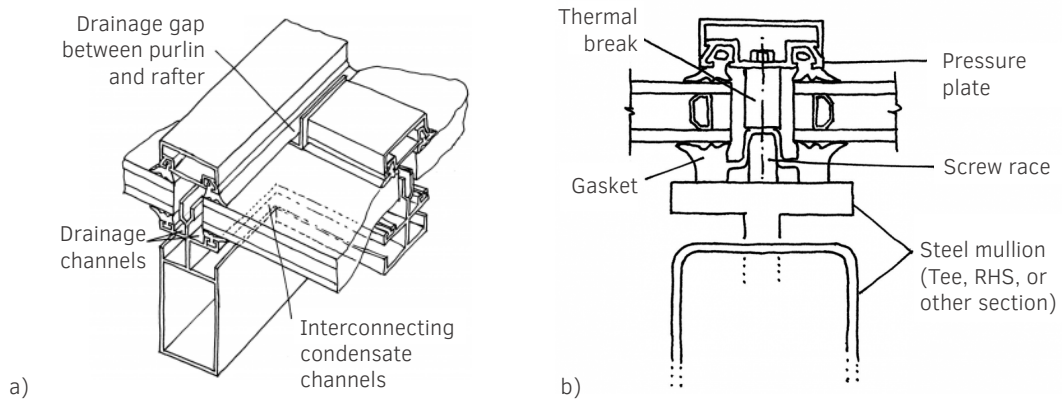 Drainage gap
between purlin
and rafter
Drainage
channels
Interconnecting
condensate
channels
a)
Thermal
break
Pressure
plate
Gasket
Screw race
Steel mullion
(Tee, RHS, or
other section)
b)